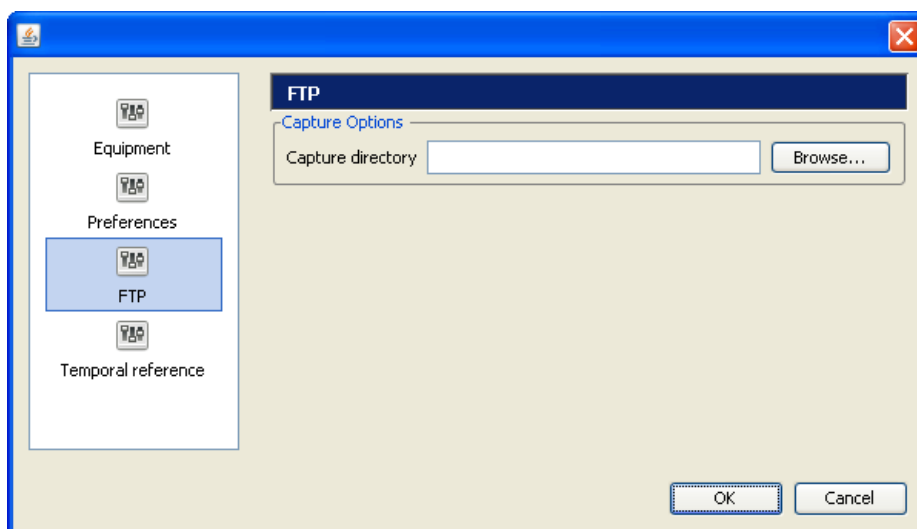 Equipment
Preferences
FTP
Temporal reference
FTP
Capture Options
Capture directory
Browse...
OK
Cancel